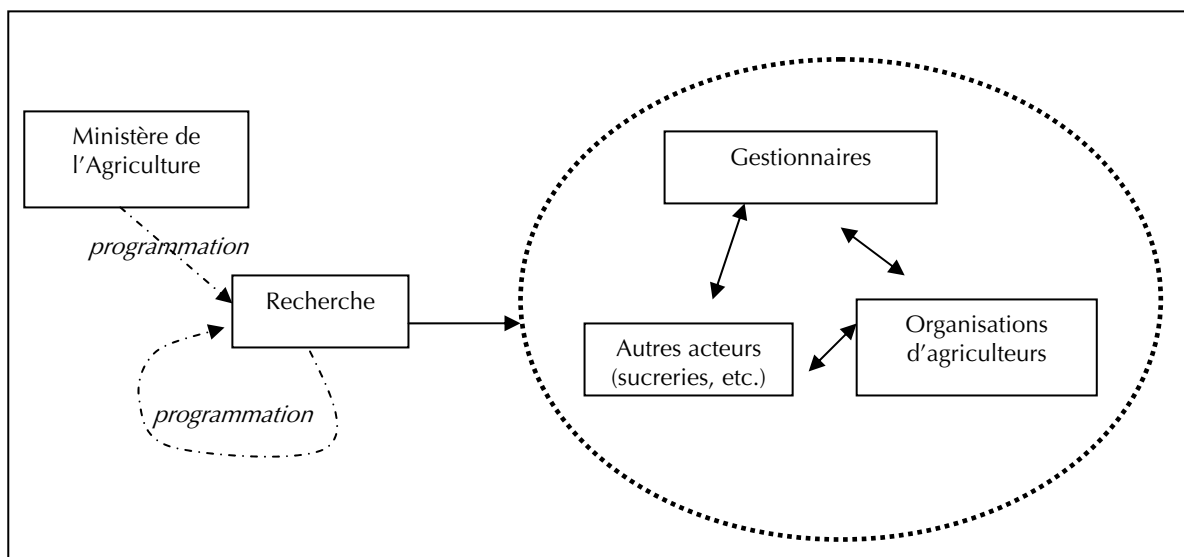 Ministère de
l'Agriculture
programmation
Recherche
programmation
Gestionnaires
Autres acteurs
(sucreries, etc.)
Organisations
d'agriculteurs